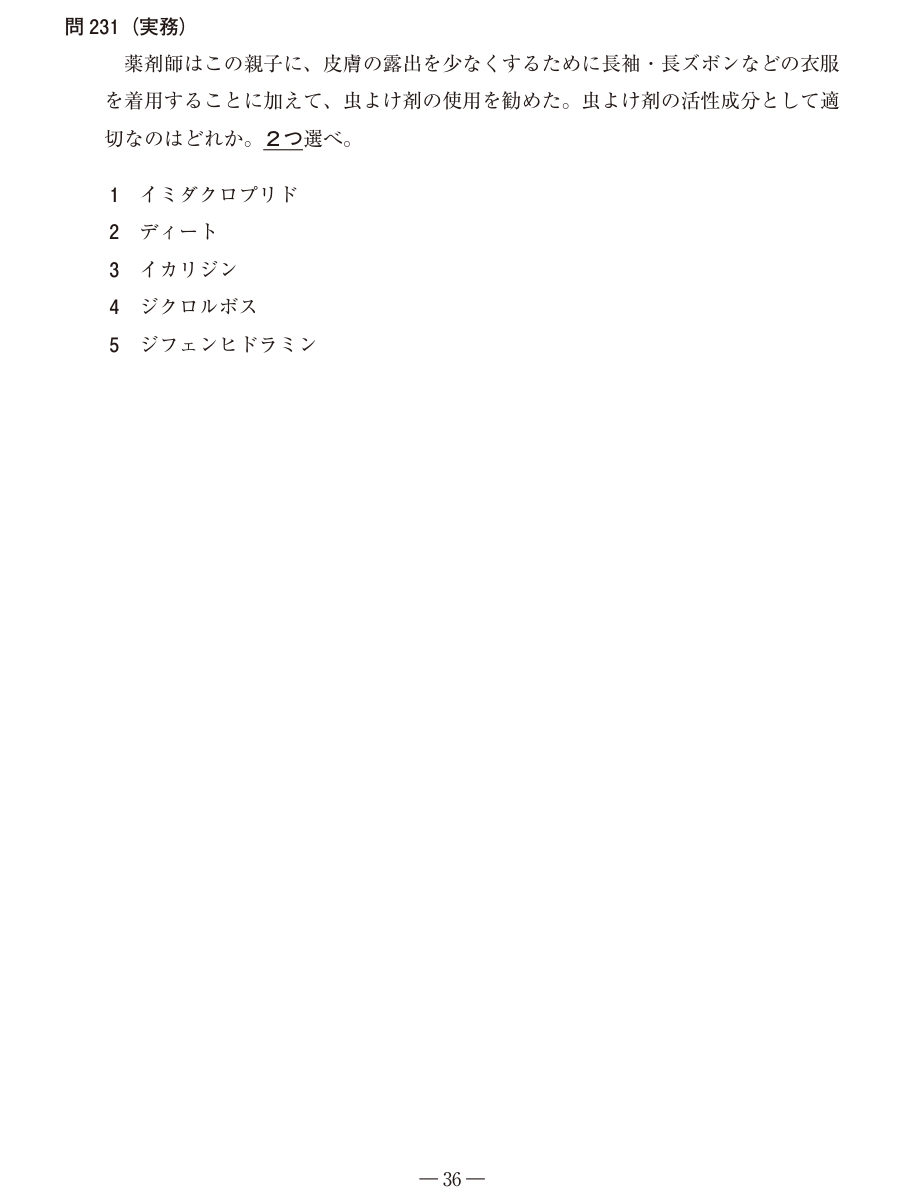 問 231（実務）
薬剤師はこの親子に、皮膚の露出を少なくするために長袖・長ズボンなどの衣服
を着用することに加えて、虫よけ剤の使用を勧めた。虫よけ剤の活性成分として適
切なのはどれか。2つ選べ。
1 イミダクロプリド
2 ディート
3 イカリジン
4 ジクロルボス
5 ジフェンヒドラミン
— 36 —